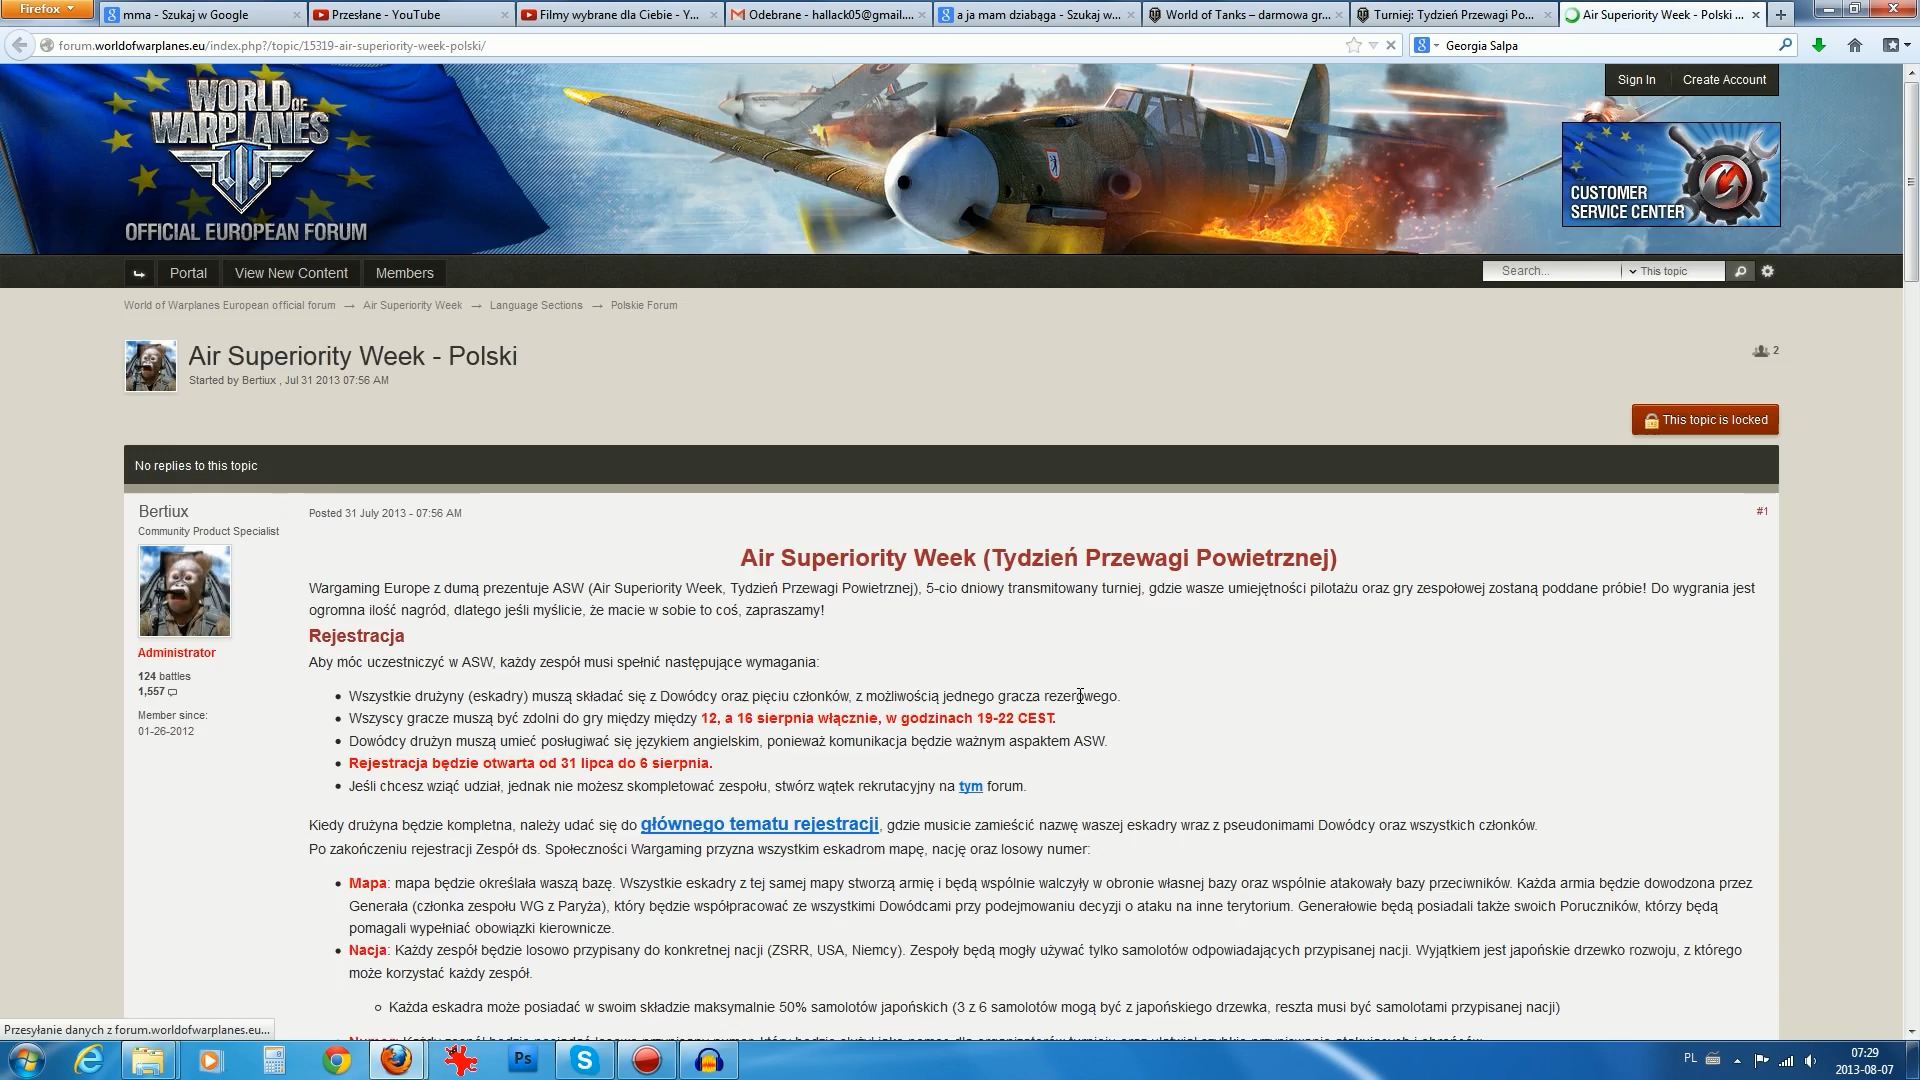 Firefox
mma - Szukaj w Google
Przesłane - YouTube
Filmy wybrane dla Ciebie - Y...
Odebrane - hallack05@gmail....
a ja mam dziabąga - Szukaj w...
World of Tanks – darmowa gr...
Turniej: Tydzień Przewagi Po...
Air Superiority Week - Polski ...
forum.worldofwarplanes.eu/index.php?/topic/15319-air-superiority-week-polski/
Georgia Salpa
WORLD OF
WARPLANES
OFFICIAL EUROPEAN FORUM
Sign In
Create Account
CUSTOMER
SERVICE CENTER
Portal
View New Content
Members
Search...
This topic
World of Warplanes European official forum → Air Superiority Week → Language Sections → Polskie Forum
Air Superiority Week - Polski
Started by Bertiux , Jul 31 2013 07:56 AM
2
This topic is locked
No replies to this topic
Bertiux
Community Product Specialist
Administrator
124 battles
1,557
Member since:
01-26-2012
Posted 31 July 2013 - 07:56 AM
#1
Air Superiority Week (Tydzień Przewagi Powietrznej)
Wargaming Europe z dumą prezentuje ASW (Air Superiority Week, Tydzień Przewagi Powietrznej), 5-cio dniowy transmitowany turniej, gdzie wasze umiejętności pilotażu oraz gry zespołowej zostaną poddane próbie! Do wygrania jest
ogromna ilość nagród, dlatego jeśli myślicie, że macie w sobie to coś, zapraszamy!
Rejestracja
Aby móc uczestniczyć w ASW, każdy zespół musi spełnić następujące wymagania:
Wszystkie drużyny (eskadry) muszą składać się z Dowódcy oraz pięciu członków, z możliwością jednego gracza rezerowego.
Wszyscy gracze muszą być zdolni do gry między między 12, a 16 sierpnia włącznie, w godzinach 19-22 CEST.
Dowódcy drużyn muszą umieć posługiwać się językiem angielskim, ponieważ komunikacja będzie ważnym aspaktem ASW.
Rejestracja będzie otwarta od 31 lipca do 6 sierpnia.
Jeśli chcesz wziąć udział, jednak nie możesz skompletować zespołu, stwórz wątek rekrutacyjny na tym forum.
Kiedy drużyna będzie kompletna, należy udać się do głównego tematu rejestracji, gdzie musicie zamieścić nazwę waszej eskadry wraz z pseudonimami Dowódcy oraz wszystkich członków.
Po zakończeniu rejestracji Zespół ds. Społeczności Wargaming przyzna wszystkim eskadrom mapę, nację oraz losowy numer:
Mapa: mapa będzie określała waszą bazę. Wszystkie eskadry z tej samej mapy stworzą armię i będą wspólnie walczyły w obronie własnej bazy oraz wspólnie atakowały bazy przeciwników. Każda armia będzie dowodzona przez
Generała (członka zespołu WG z Paryża), który będzie współpracować ze wszystkimi Dowódcami przy podejmowaniu decyzji o ataku na inne terytorium. Generałowie będą posiadali także swoich Poruczników, którzy będą
pomagali wypełniać obowiązki kierownicze.
Nacja: Każdy zespół będzie losowo przypisany do konkretnej nacji (ZSRR, USA, Niemcy). Zespoły będą mogły używać tylko samolotów odpowiadających przypisanej nacji. Wyjątkiem jest japońskie drzewko rozwoju, z którego
może korzystać każdy zespół.
Każda eskadra może posiadać w swoim składzie maksymalnie 50% samolotów japońskich (3 z 6 samolotów mogą być z japońskiego drzewka, reszta musi być samolotami przypisanej nacji)
Przesyłanie danych z forum.worldofwarplanes.eu...
Ps
PL
07:29
2013-08-07